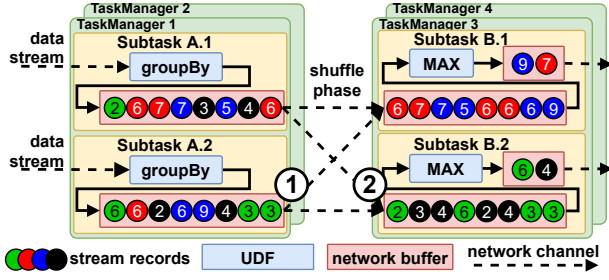 TaskManager 2
TaskManager 1
data stream
Subtask A.1
groupBy
2 6 7 7 3 5 4 6
data stream
Subtask A.2
groupBy
6 6 2 6 9 4 3 3
shuffle
phase
1
2
TaskManager 4
TaskManager 3
Subtask B.1
MAX
9 7
6 7 7 5 6 6 6 9
Subtask B.2
MAX
6 4
2 3 4 6 2 4 3 3
stream records
UDF
network buffer
network channel